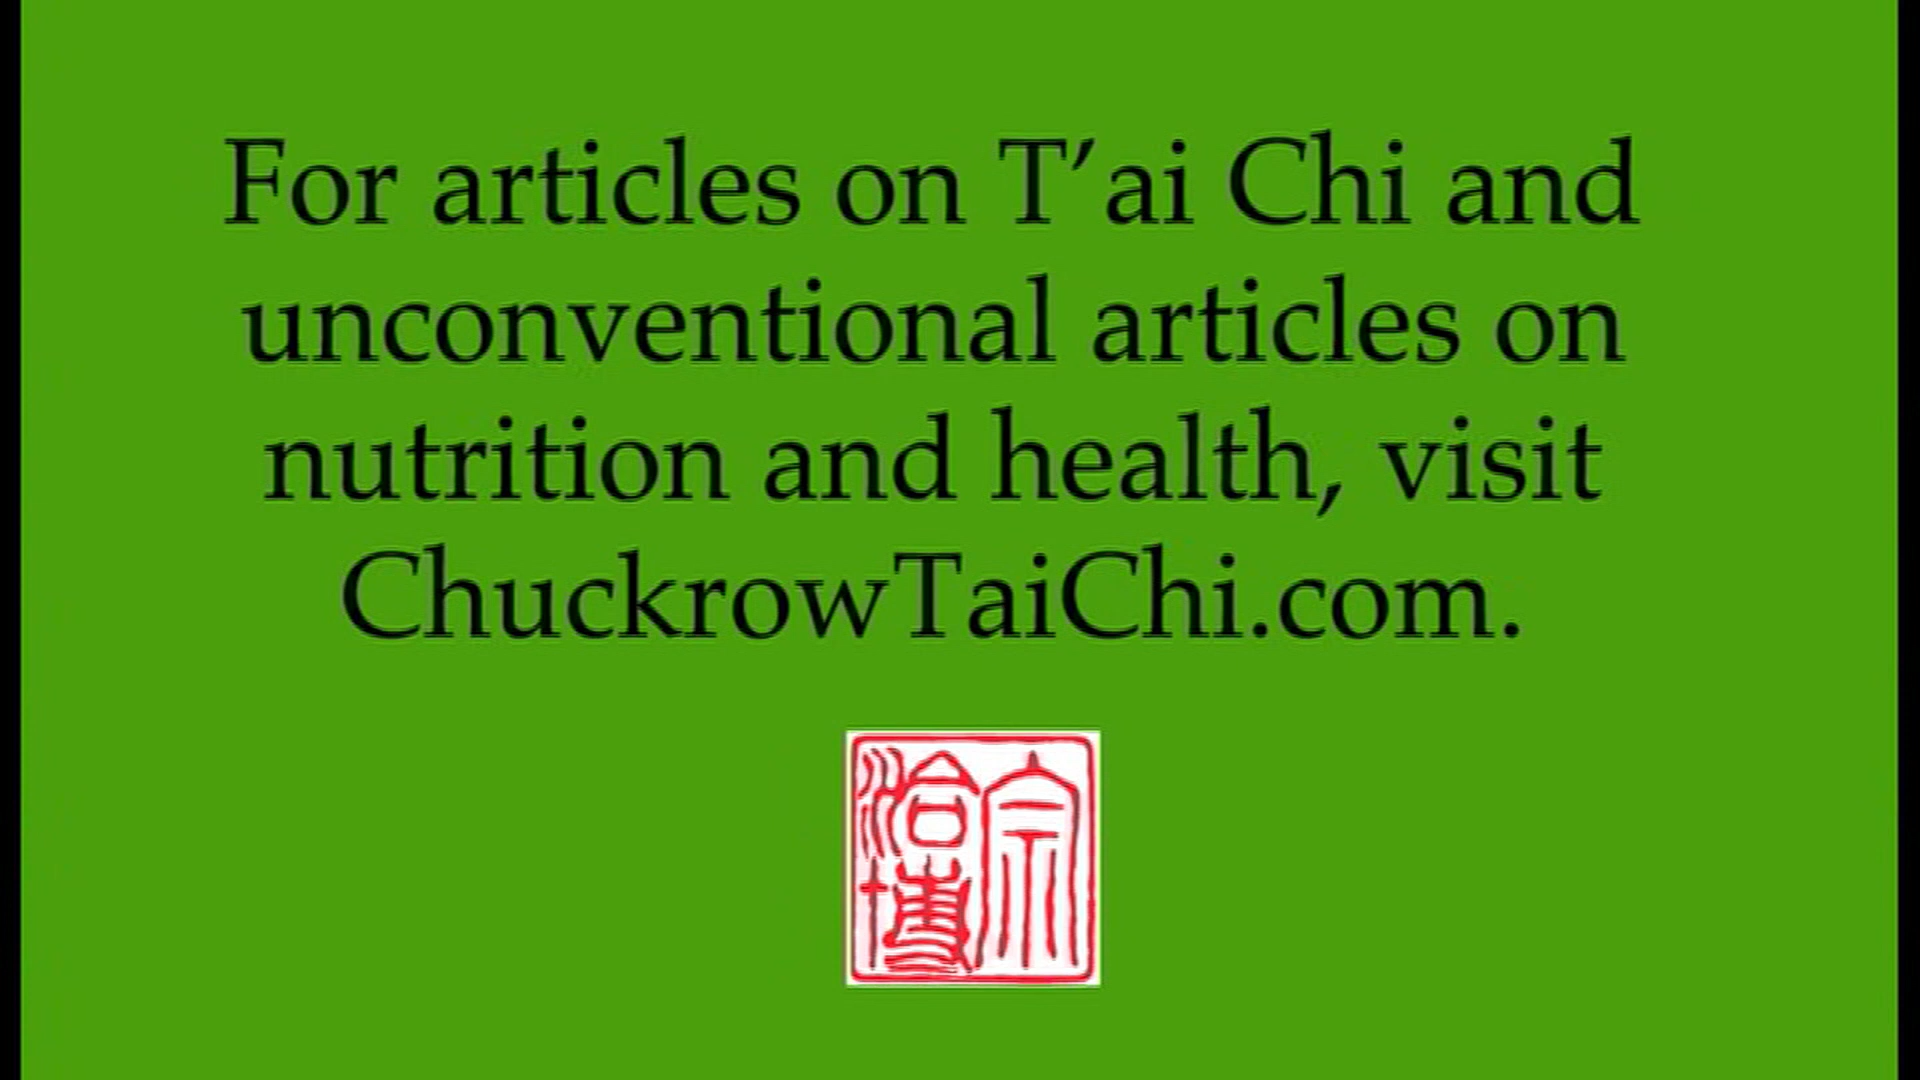 For articles on T’ai Chi and
unconventional articles on
nutrition and health, visit
ChuckrowTaiChi.com.